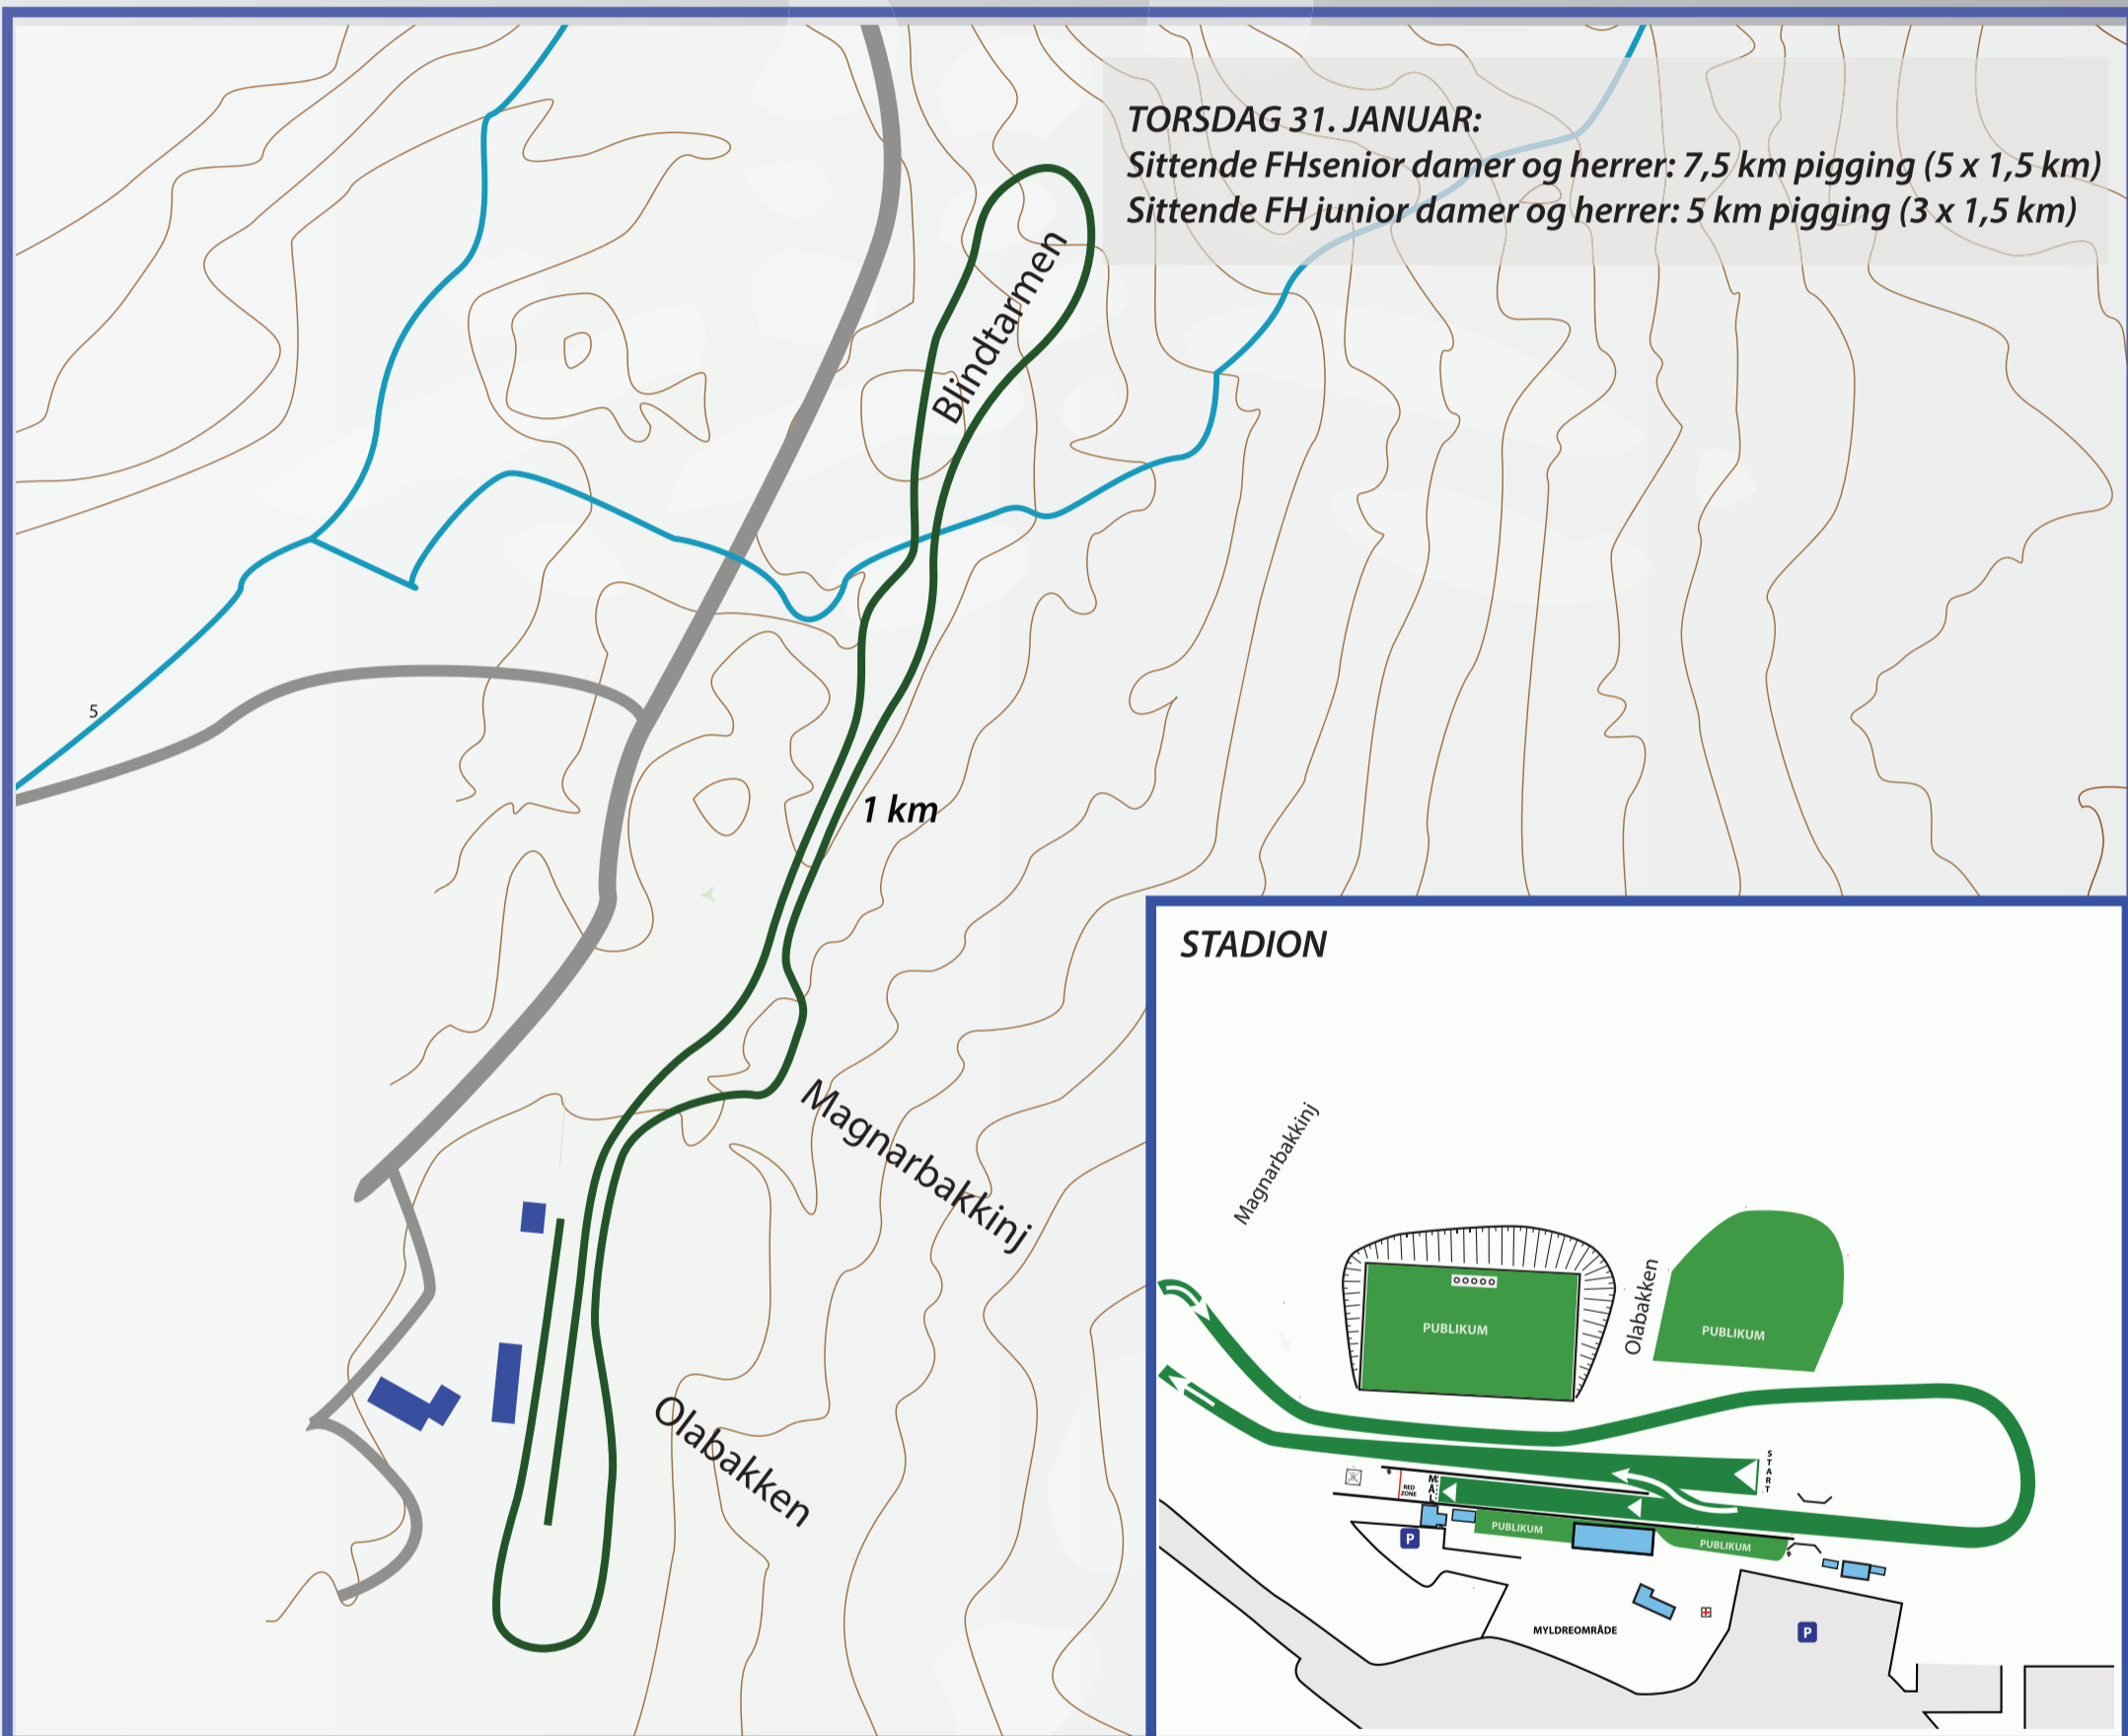 TORSDAG 31. JANUAR:
Sittende FHsenior damer og herrer: 7,5 km pigging (5 x 1,5 km)
Sittende FH junior damer og herrer: 5 km pigging (3 x 1,5 km)
Blindtarmen
5
1 km
Magnarbakkinj
Olabakken
STADION
Magnarbakkinj
Olabakken
PUBLIKUM
PUBLIKUM
START
RED
ZONE
MÅL
PUBLIKUM
PUBLIKUM
P
MYLDREOMRÅDE
P